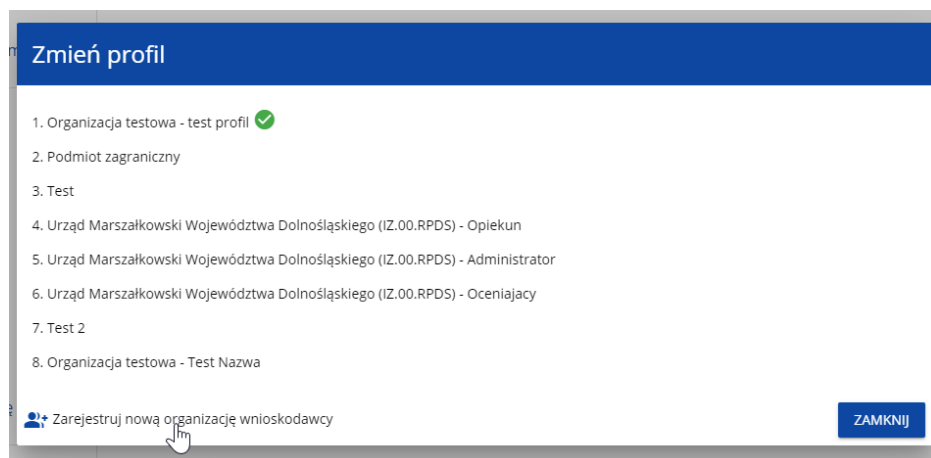 Zmień profil
1. Organizacja testowa - test profil
2. Podmiot zagraniczny
3. Test
4. Urząd Marszałkowski Województwa Dolnośląskiego (IZ.00.RPDS) - Opiekun
5. Urząd Marszałkowski Województwa Dolnośląskiego (IZ.00.RPDS) - Administrator
6. Urząd Marszałkowski Województwa Dolnośląskiego (IZ.00.RPDS) - Oceniajacy
7. Test 2
8. Organizacja testowa - Test Nazwa
Zarejestruj nową organizację wnioskodawcy
ZAMKNIJ